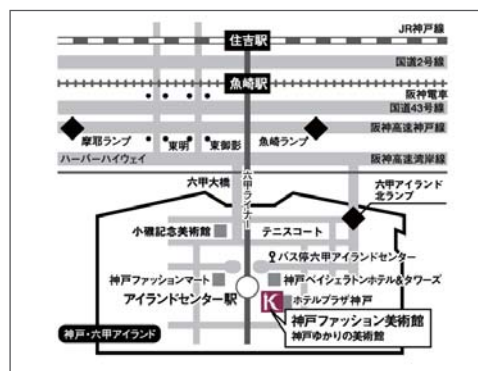 JR神戸線
住吉駅
国道2号線
魚崎駅
阪神電車
国道43号線
阪神高速神戸線
摩耶ランプ
東明
東御影
魚崎ランプ
ハーバーハイウェイ
阪神高速湾岸線
六甲大橋
六甲ライナー
六甲アイランド
北ランプ
小磯記念美術館
テニスコート
バス停六甲アイランドセンター
神戸ファッションマート
神戸ベイシェラトンホテル&タワーズ
アイランドセンター駅
K
ホテルプラザ神戸
神戸ファッション美術館
神戸ゆかりの美術館
神戸・六甲アイランド